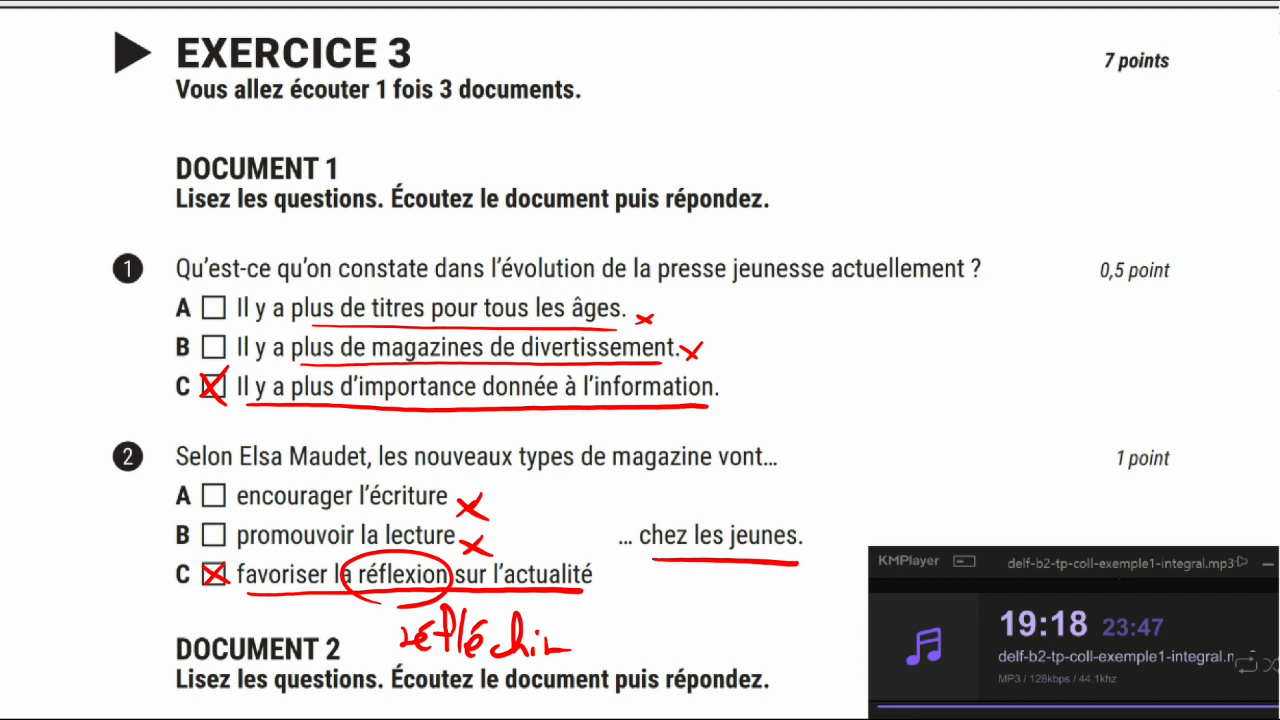 EXERCICE 3
7 points
Vous allez écouter 1 fois 3 documents.
DOCUMENT 1
Lisez les questions. Écoutez le document puis répondez.
1 Qu'est-ce qu'on constate dans l'évolution de la presse jeunesse actuellement ? 0,5 point
A Il y a plus de titres pour tous les âges.
B Il y a plus de magazines de divertissement.
C Il y a plus d'importance donnée à l'information.
2 Selon Elsa Maudet, les nouveaux types de magazine vont... 1 point
A encourager l'écriture
B promouvoir la lecture ... chez les jeunes.
C favoriser la réflexion sur l'actualité
réfléchir
DOCUMENT 2
Lisez les questions. Écoutez le document puis répondez.
KMPlayer delf-b2-tp-coll-exemple1-integral.mp3
19:18 23:47
delf-b2-tp-coll-exemple1-integral.m
MP3 / 128kbps / 44.1khz